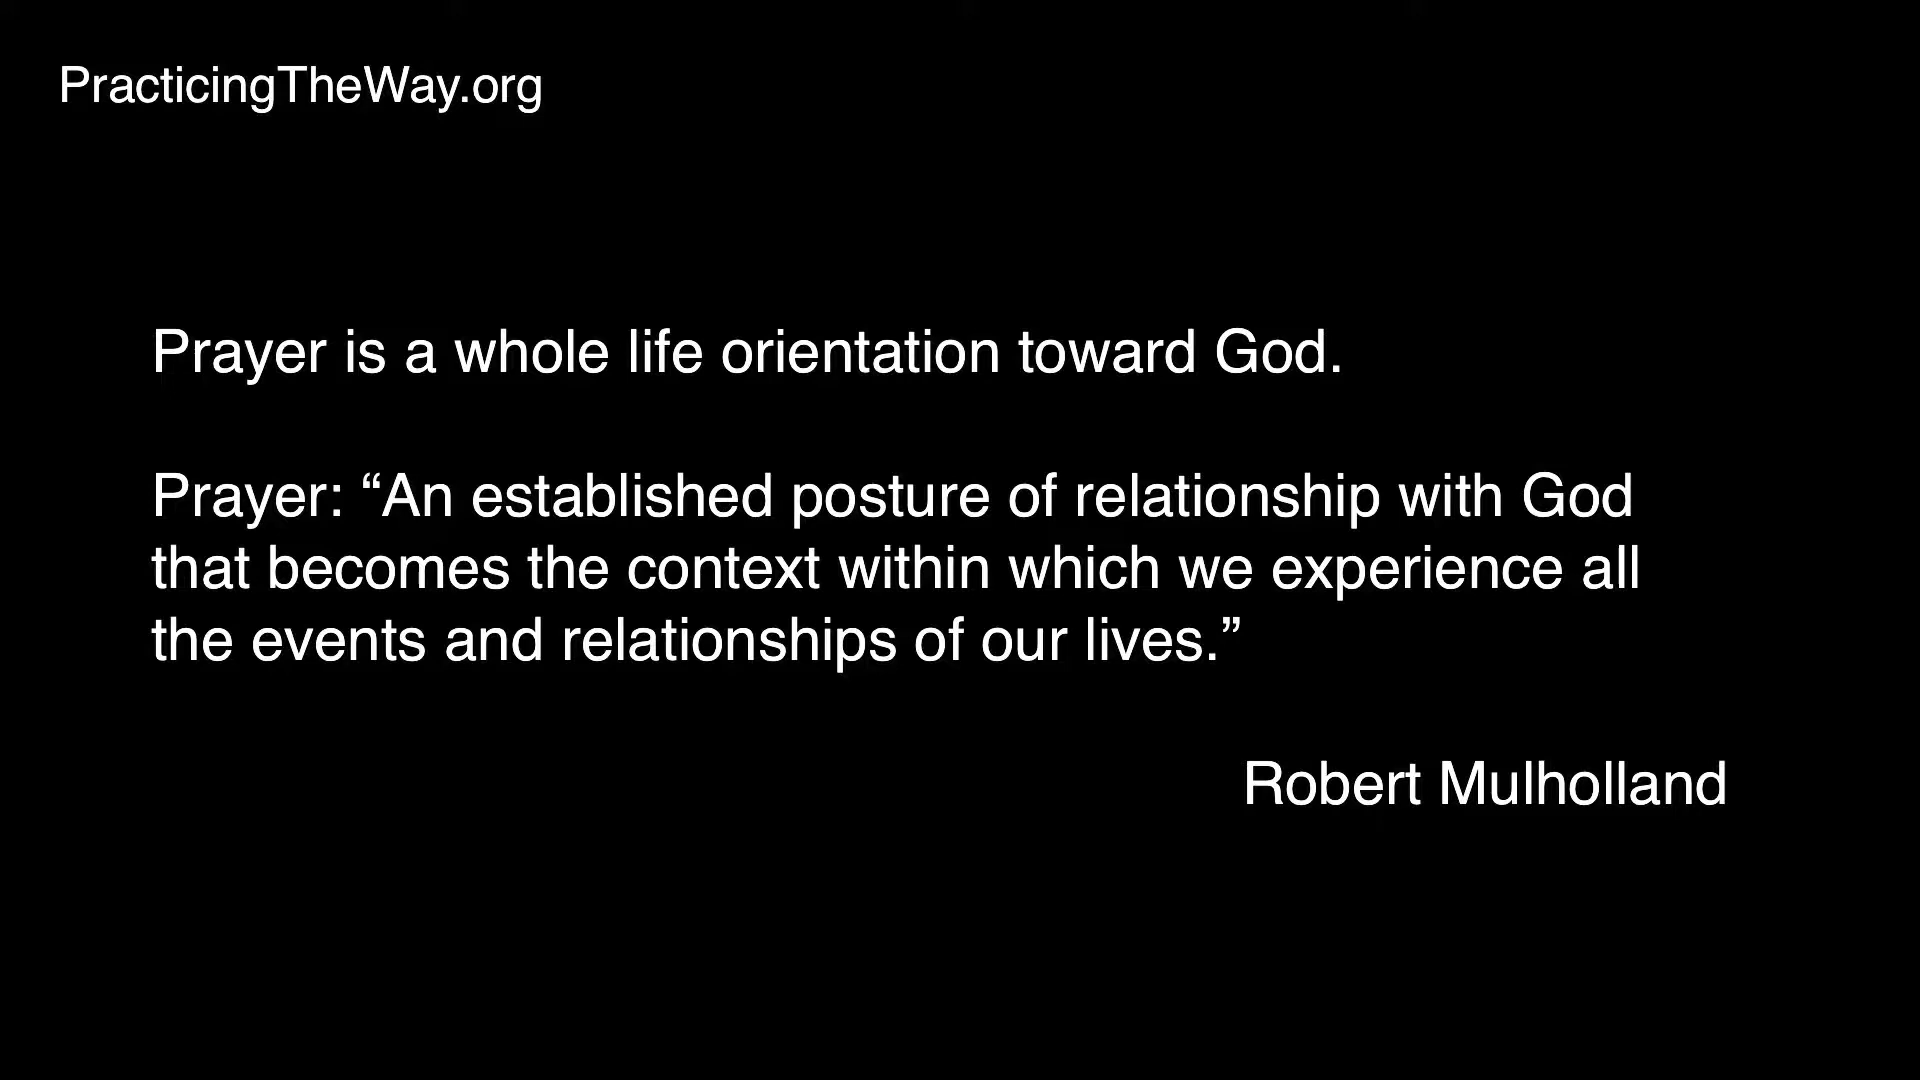 PracticingTheWay.org
Prayer is a whole life orientation toward God.
Prayer: “An established posture of relationship with God
that becomes the context within which we experience all
the events and relationships of our lives.”
Robert Mulholland